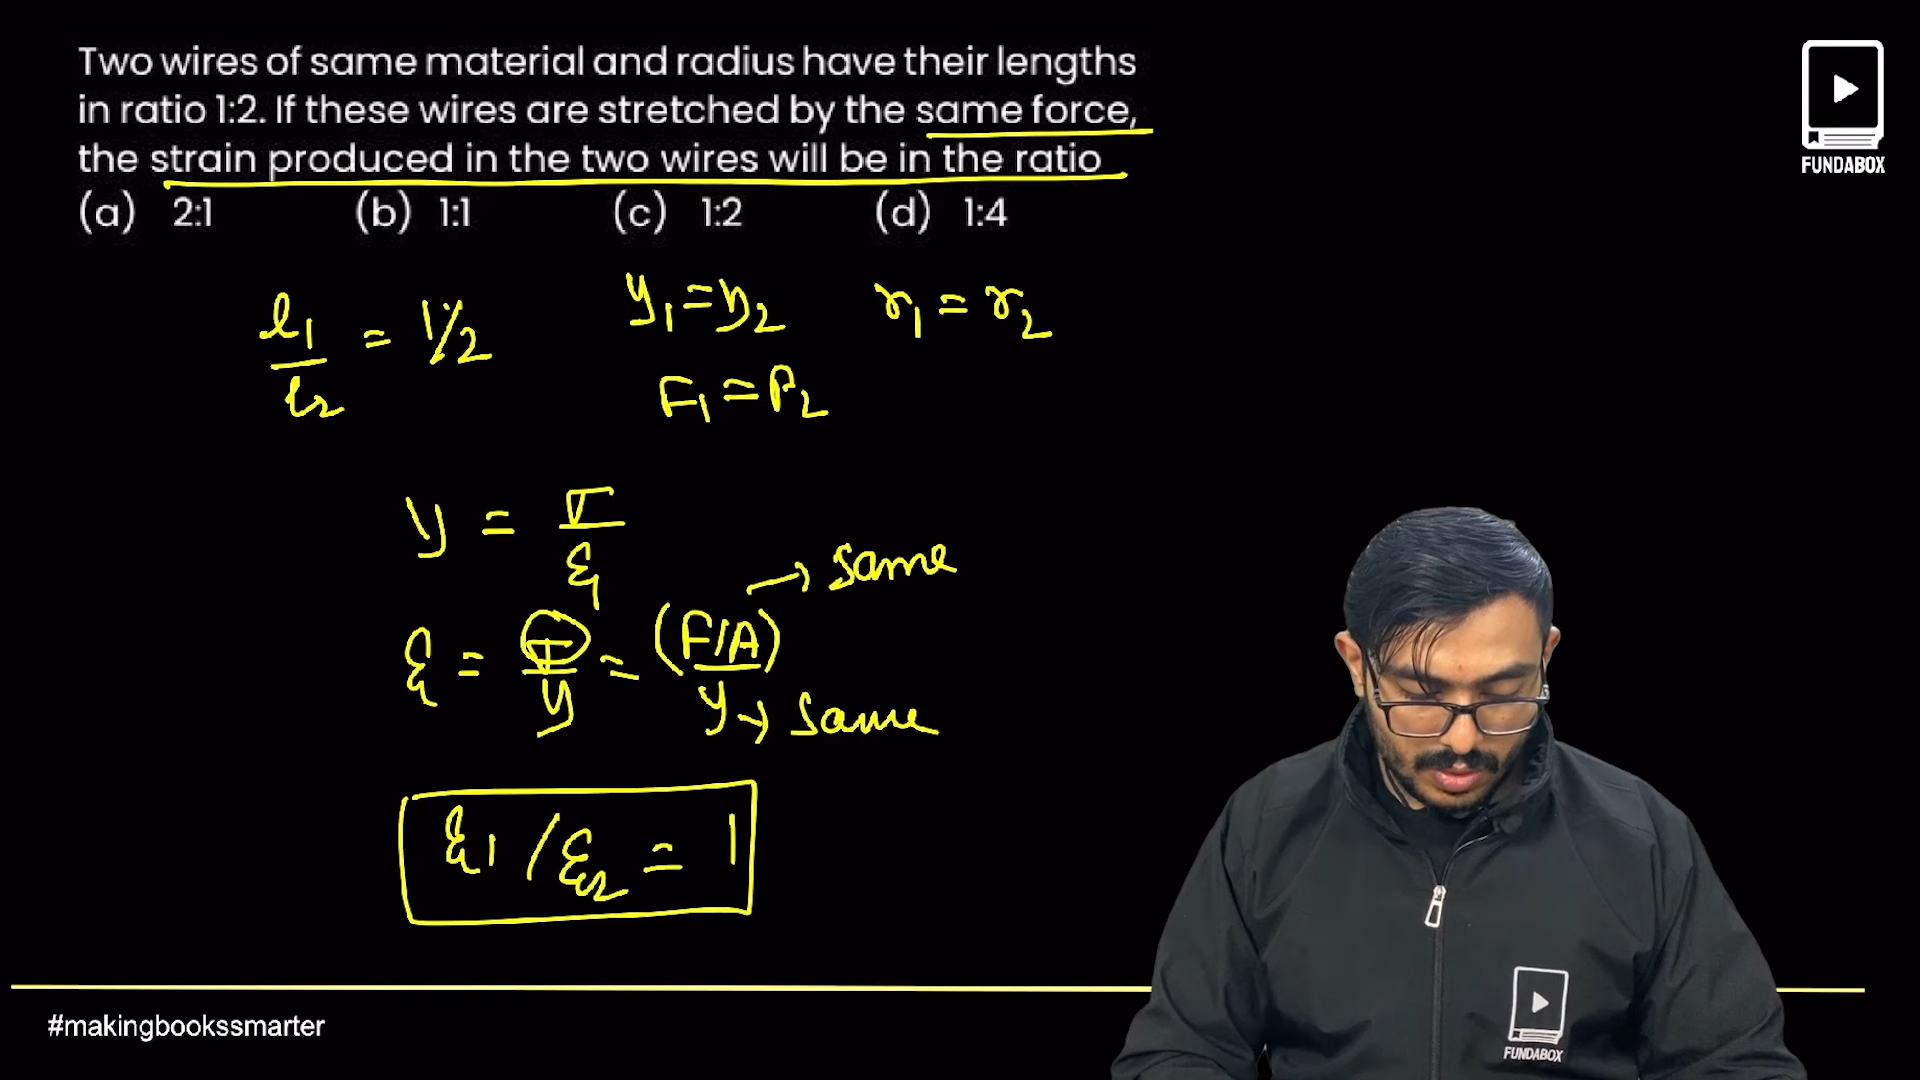 Two wires of same material and radius have their lengths
in ratio 1:2. If these wires are stretched by the same force,
the strain produced in the two wires will be in the ratio
(a) 2:1 (b) 1:1 (c) 1:2 (d) 1:4
FUNDABOX
l₁/l₂ = 1/2
y₁ = y₂
r₁ = r₂
F₁ = F₂
y = σ/ε
ε = σ/y = (F/A)/y
→ same
→ same
ε₁/ε₂ = 1
#makingbookssmarter
FUNDABOX